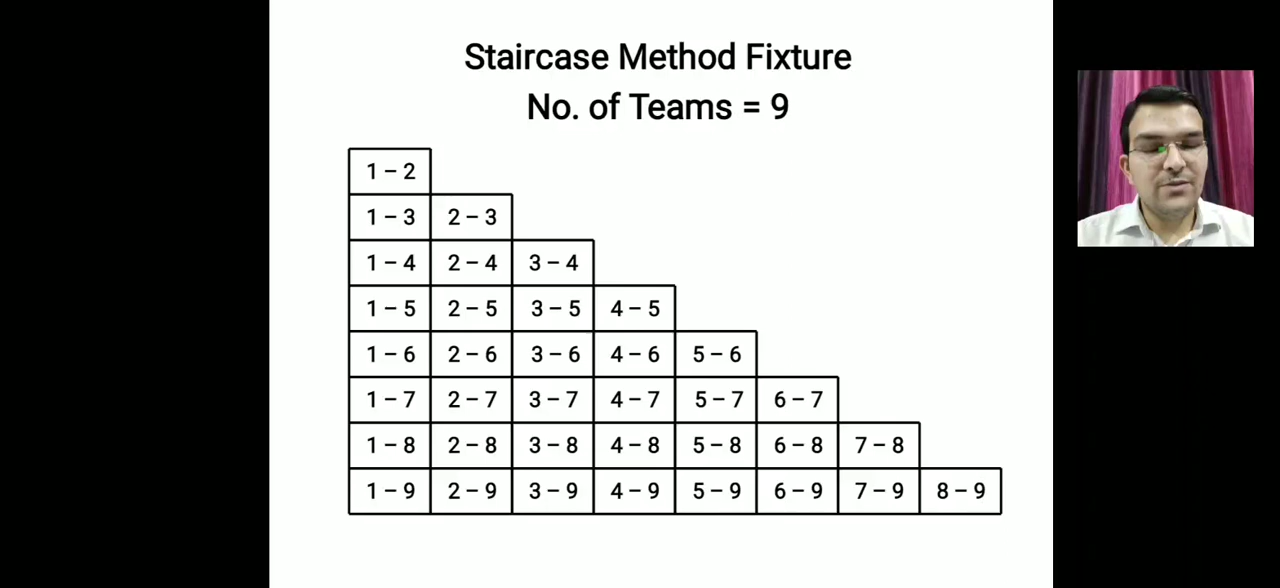 Staircase Method Fixture
No. of Teams = 9
1 – 2
1 – 3 2 – 3
1 – 4 2 – 4 3 – 4
1 – 5 2 – 5 3 – 5 4 – 5
1 – 6 2 – 6 3 – 6 4 – 6 5 – 6
1 – 7 2 – 7 3 – 7 4 – 7 5 – 7 6 – 7
1 – 8 2 – 8 3 – 8 4 – 8 5 – 8 6 – 8 7 – 8
1 – 9 2 – 9 3 – 9 4 – 9 5 – 9 6 – 9 7 – 9 8 – 9